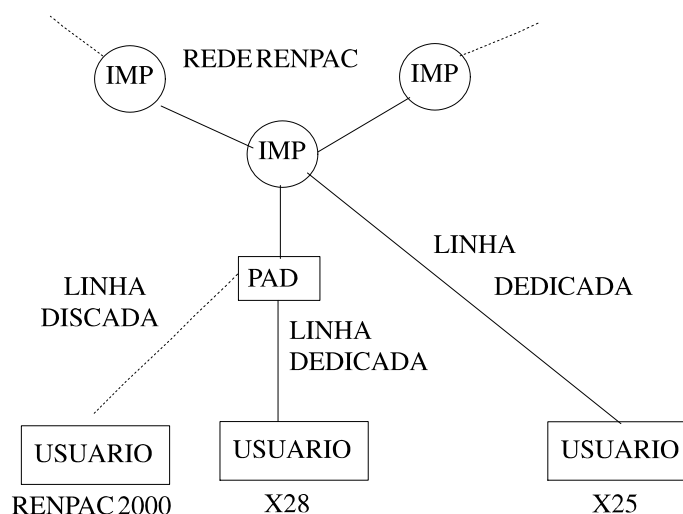 IMP
REDE RENPAC
IMP
IMP
LINHA
DEDICADA
PAD
LINHA
DISCADA
LINHA
DEDICADA
USUARIO
USUARIO
USUARIO
RENPAC 2000
X28
X25